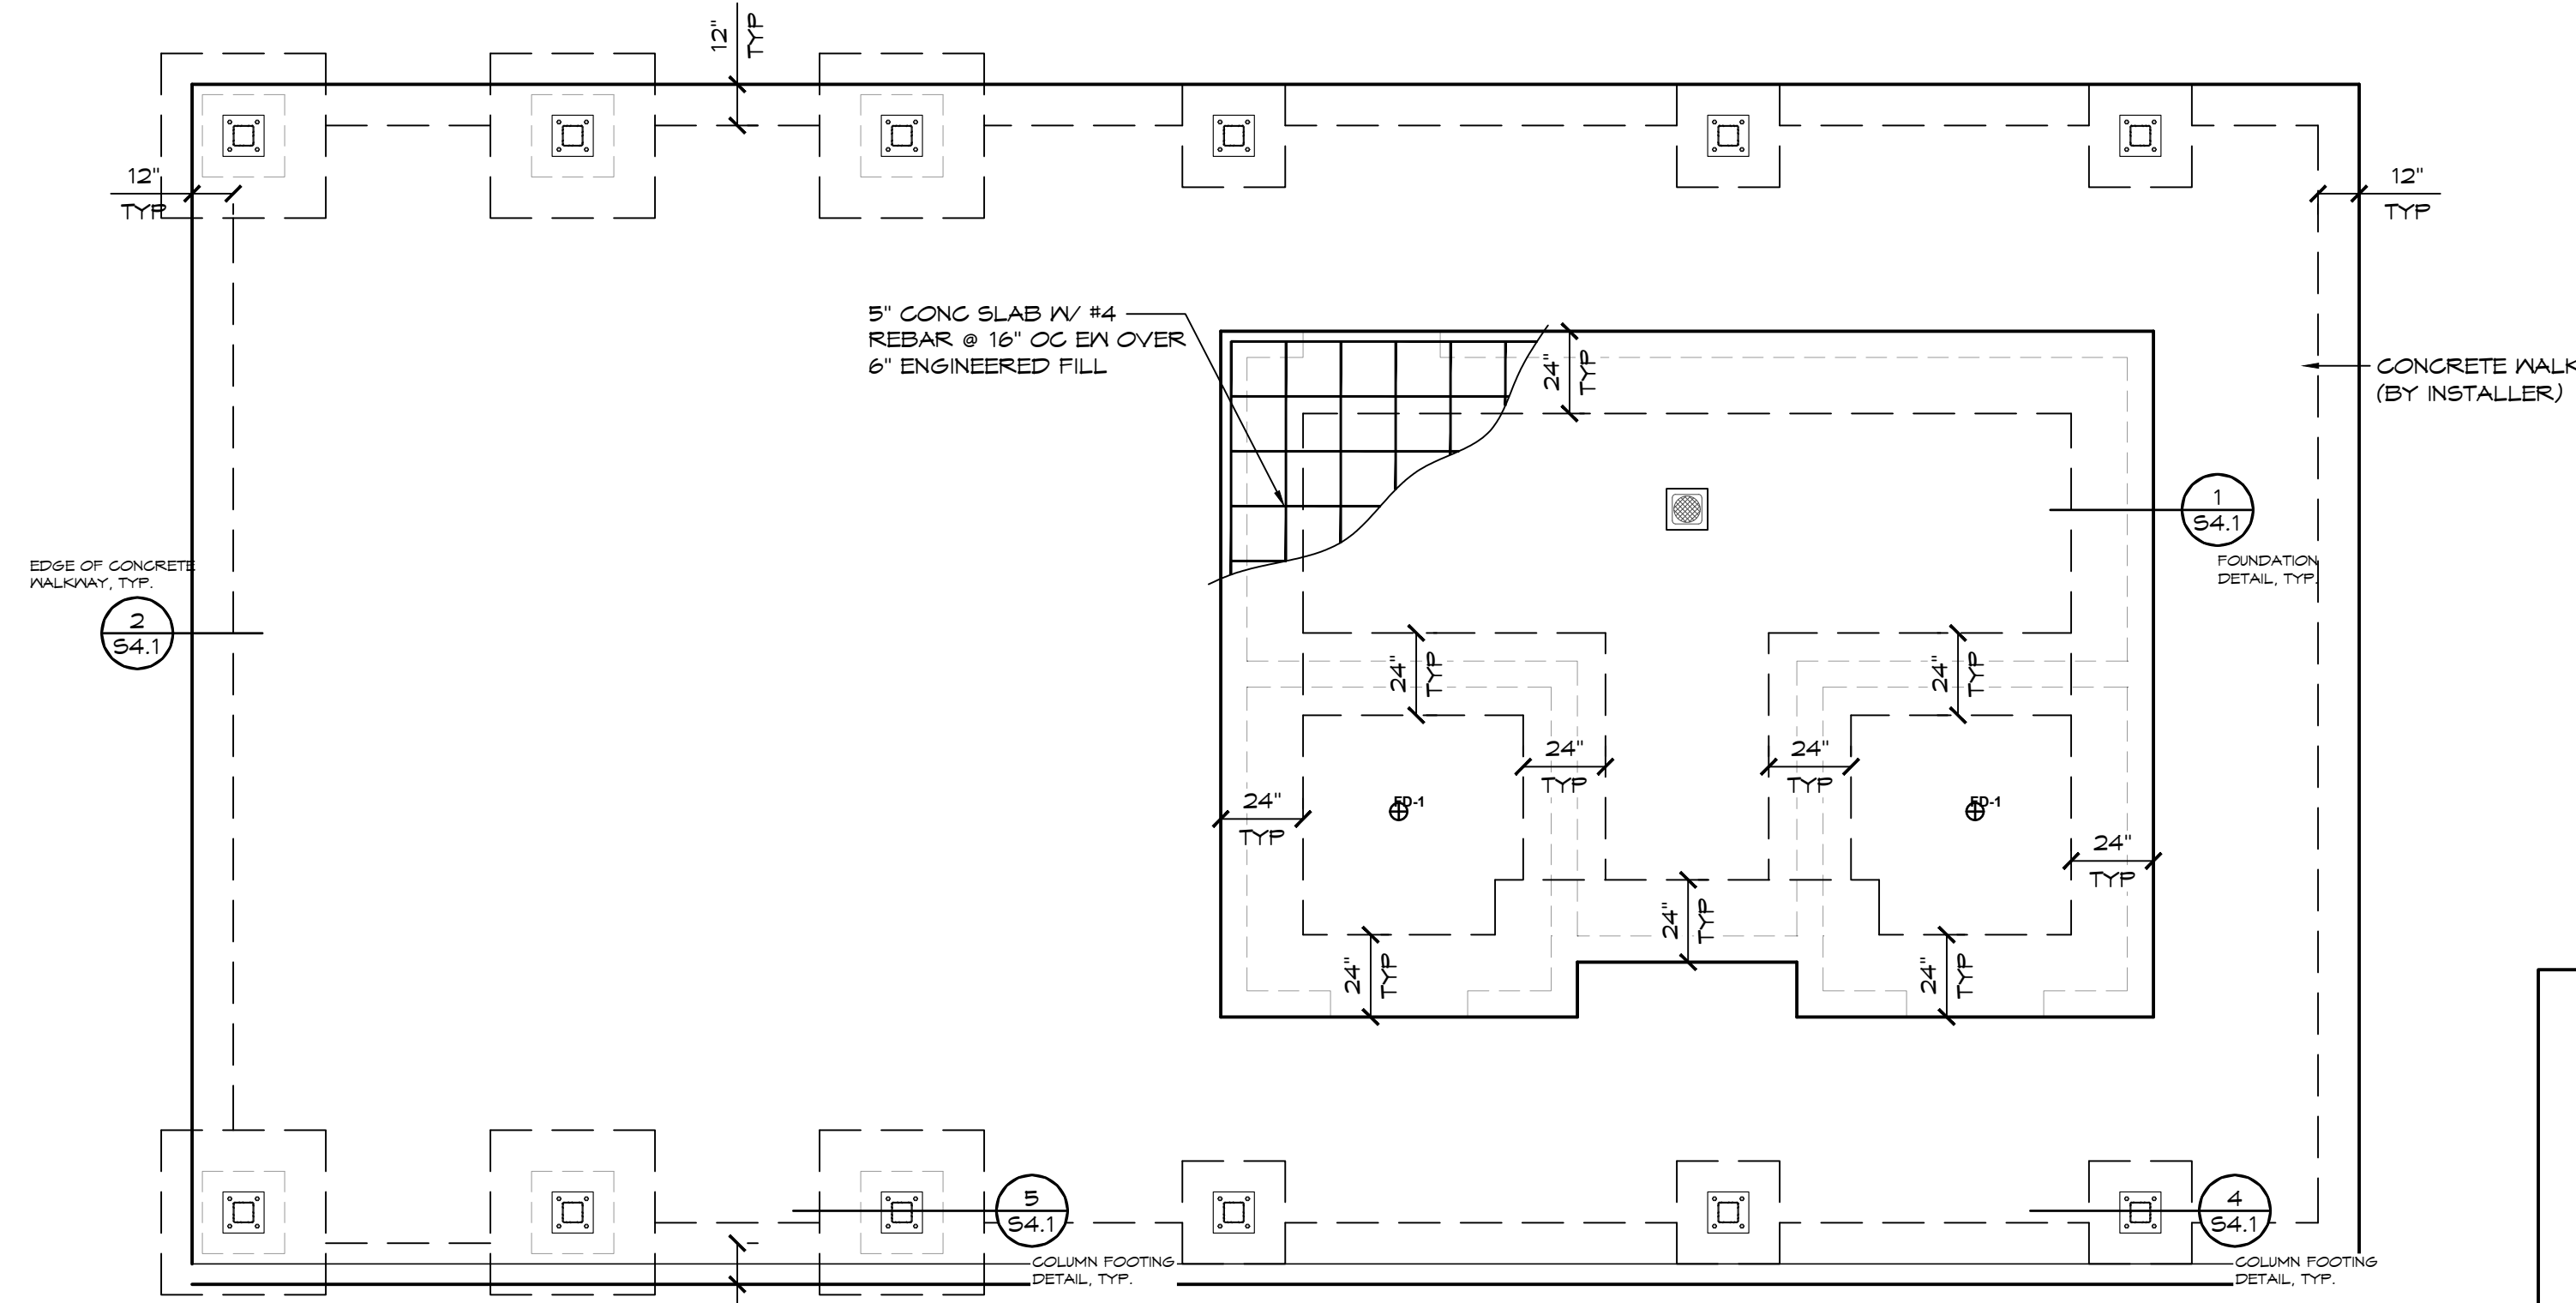 12"
TYP
12"
TYP
12"
TYP
5" CONC SLAB W/ #4
REBAR @ 16" OC EW OVER
6" ENGINEERED FILL
24"
TYP
CONCRETE WALK
(BY INSTALLER)
1
S4.1
FOUNDATION
DETAIL, TYP.
EDGE OF CONCRETE
WALKWAY, TYP.
2
S4.1
24"
TYP
24"
TYP
24"
TYP
24"
TYP
24"
TYP
FD-1
FD-1
24"
TYP
24"
TYP
24"
TYP
24"
TYP
5
S4.1
COLUMN FOOTING
DETAIL, TYP.
4
S4.1
COLUMN FOOTING
DETAIL, TYP.